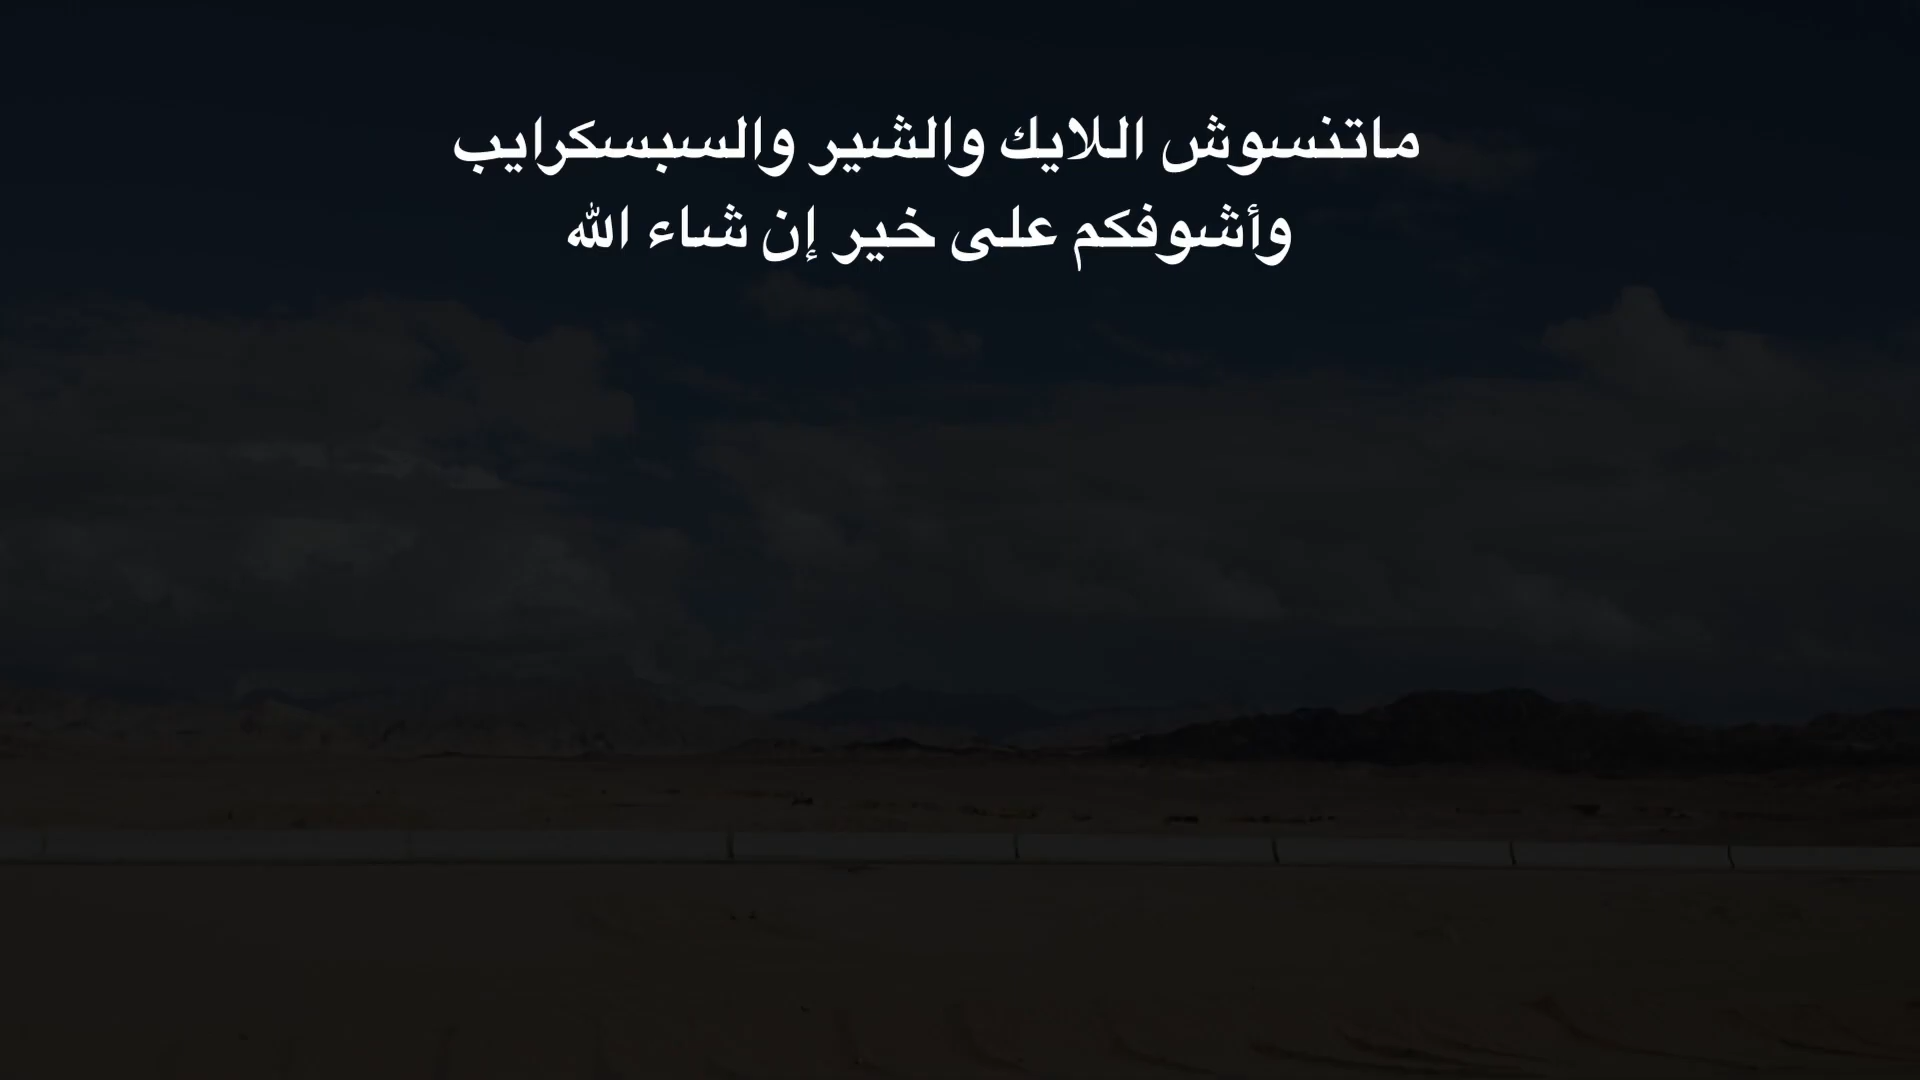 ماتنسوش اللايك والشير والسبسكرايب
وأشوفكم على خير إن شاء الله